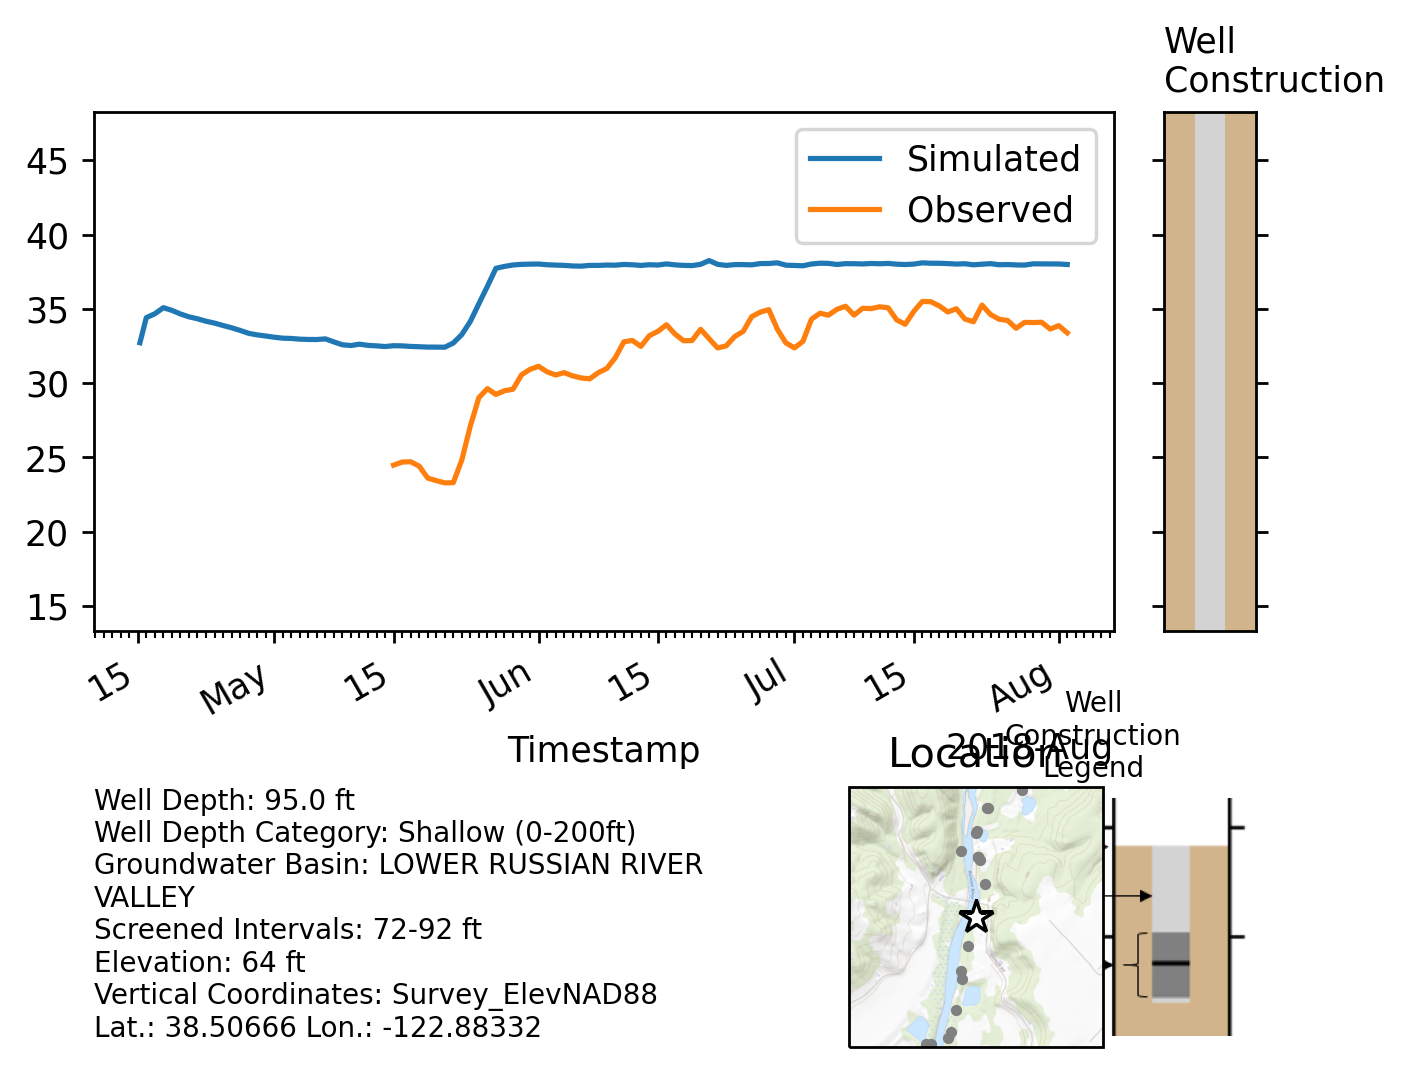 Well
Construction
45
40
35
30
25
20
15
Simulated
Observed
15
May
15
Jun
15
Jul
15
Aug
Timestamp
2018-Aug
Well
Construction
Legend
Location
Well Depth: 95.0 ft
Well Depth Category: Shallow (0-200ft)
Groundwater Basin: LOWER RUSSIAN RIVER
VALLEY
Screened Intervals: 72-92 ft
Elevation: 64 ft
Vertical Coordinates: Survey_ElevNAD88
Lat.: 38.50666 Lon.: -122.88332